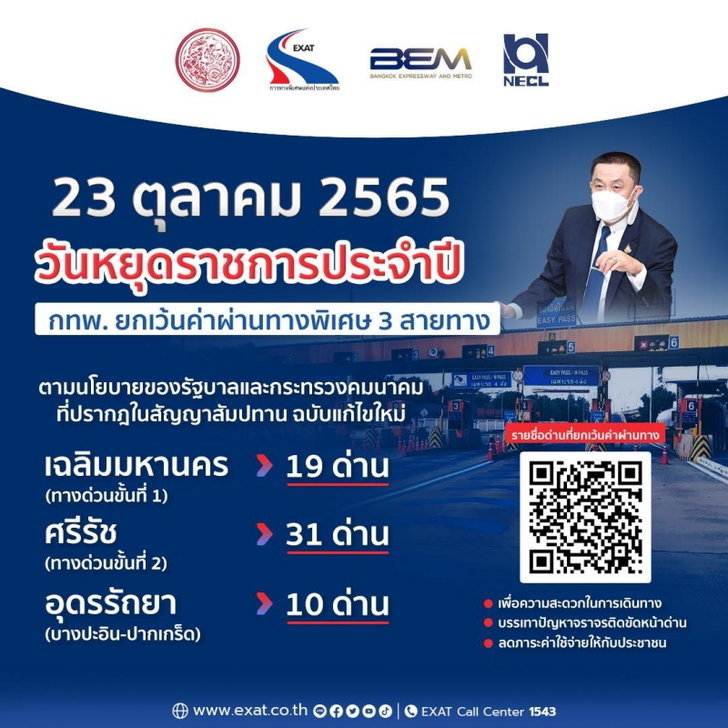 EXAT
การทางพิเศษแห่งประเทศไทย
BEM
BANGKOK EXPRESSWAY AND METRO
NECL
23 ตุลาคม 2565
วันหยุดราชการประจำปี
กทพ. ยกเว้นค่าผ่านทางพิเศษ 3 สายทาง
ตามนโยบายของรัฐบาลและกระทรวงคมนาคม
ที่ปรากฎในสัญญาสัมปทาน ฉบับแก้ไขใหม่
เฉลิมมหานคร 19 ด่าน
(ทางด่วนขั้นที่ 1)
ศรีรัช 31 ด่าน
(ทางด่วนขั้นที่ 2)
อุดรรัถยา 10 ด่าน
(บางปะอิน-ปากเกร็ด)
EASY PASS
6
รายชื่อด่านที่ยกเว้นค่าผ่านทาง
เพื่อความสะดวกในการเดินทาง
บรรเทาปัญหาจราจรติดขัดหน้าด่าน
ลดภาระค่าใช้จ่ายให้กับประชาชน
www.exat.co.th
EXAT Call Center 1543